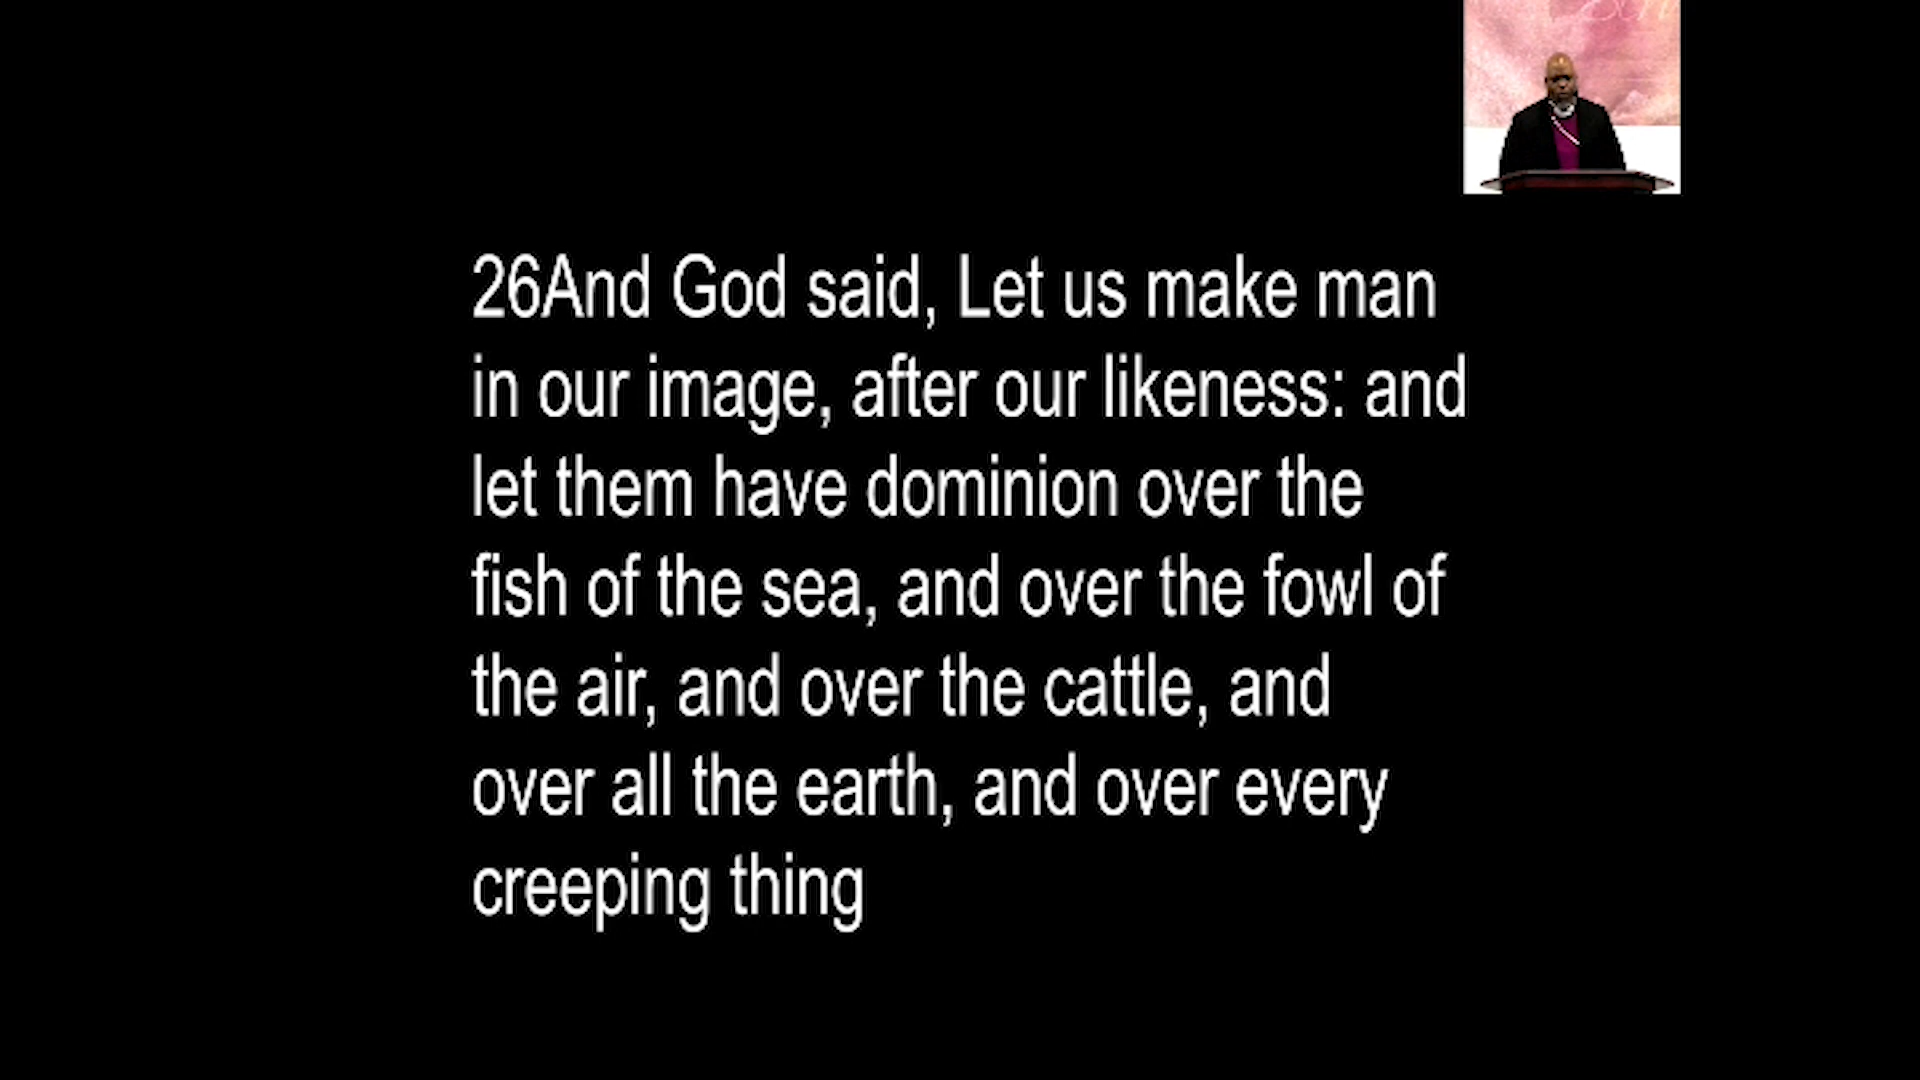 26And God said, Let us make man
in our image, after our likeness: and
let them have dominion over the
fish of the sea, and over the fowl of
the air, and over the cattle, and
over all the earth, and over every
creeping thing